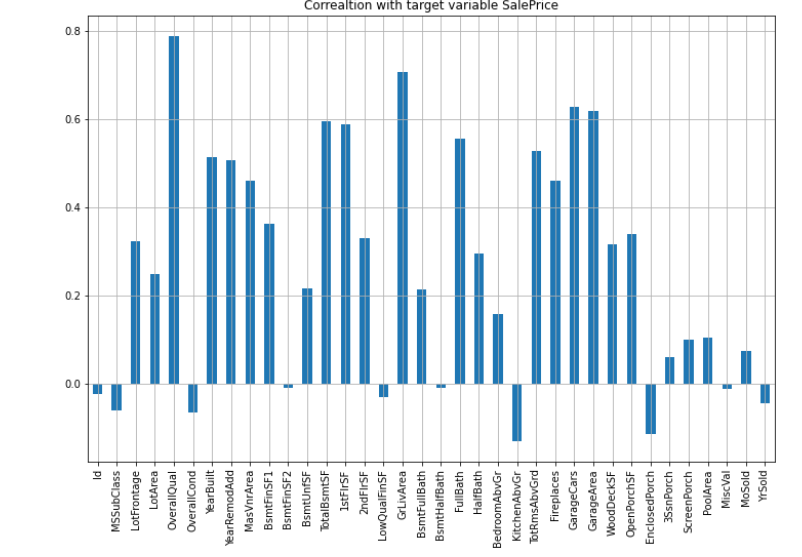 Correaltion with target variable SalePrice
0.8
0.6
0.4
0.2
0.0
Id
MSSubClass
LotFrontage
LotArea
OverallQual
OverallCond
YearBuilt
YearRemodAdd
MasVnrArea
BsmtFinSF1
BsmtFinSF2
BsmtUnfSF
TotalBsmtSF
1stFlrSF
2ndFlrSF
LowQualFinSF
GrLivArea
BsmtFullBath
BsmtHalfBath
FullBath
HalfBath
BedroomAbvGr
KitchenAbvGr
TotRmsAbvGrd
Fireplaces
GarageCars
GarageArea
WoodDeckSF
OpenPorchSF
EnclosedPorch
3SsnPorch
ScreenPorch
PoolArea
MiscVal
MoSold
YrSold